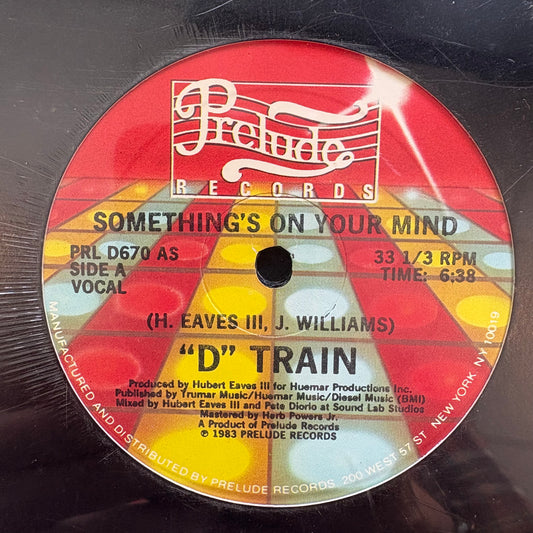 Prelude
RECORDS
SOMETHING'S ON YOUR MIND
PRL D670 AS
SIDE A
VOCAL
33 1/3 RPM
TIME: 6;38
(H. EAVES III, J. WILLIAMS)
"D" TRAIN
Produced by Hubert Eaves III for Huemar Productions Inc.
Published by Trumar Music/Huemar Music/Diesel Music (BMI)
Mixed by Hubert Eaves III and Pete Diorio at Sound Lab Studios
Mastered by Herb Powers Jr.
A Product of Prelude Records
℗ 1983 PRELUDE RECORDS
MANUFACTURED AND DISTRIBUTED BY PRELUDE RECORDS, 200 WEST 57 ST. NEW YORK, NY 10019